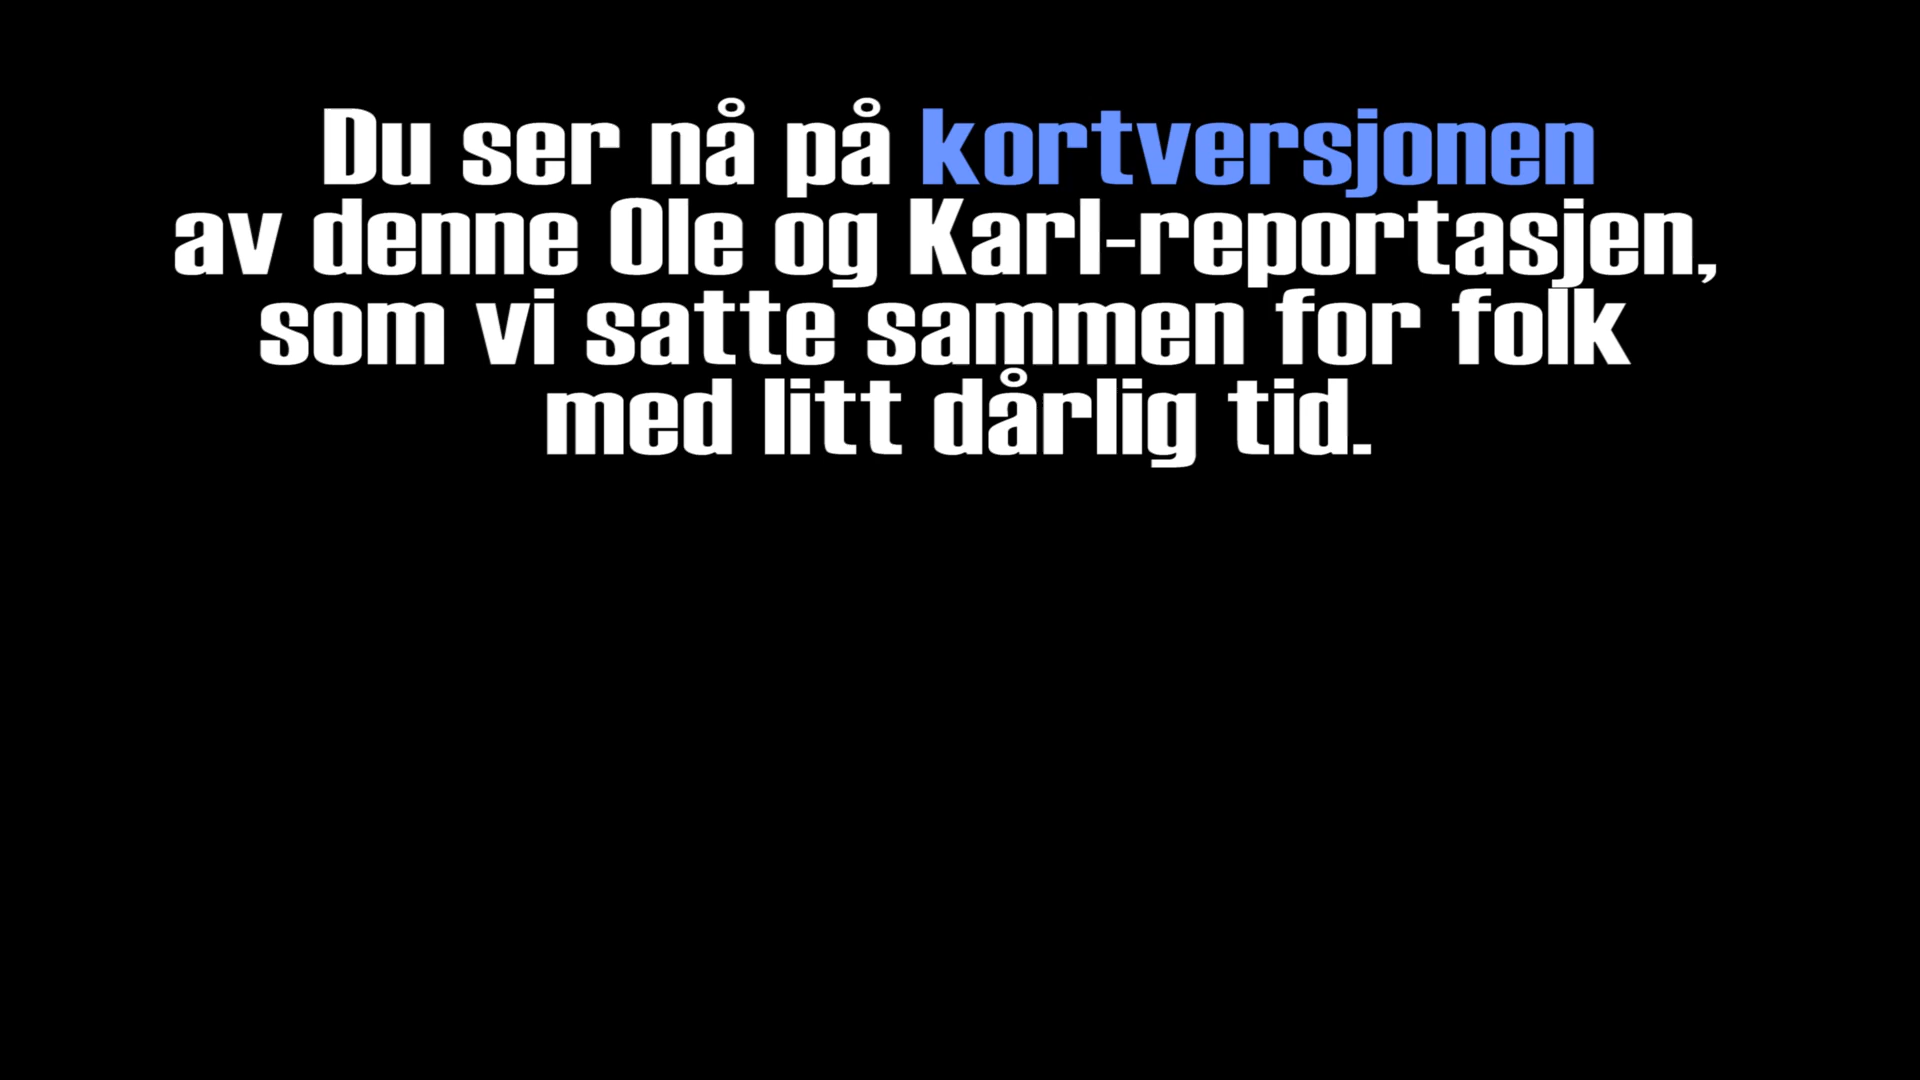 Du ser nå på kortversjonen
av denne Ole og Karl-reportasjen,
som vi satte sammen for folk
med litt dårlig tid.